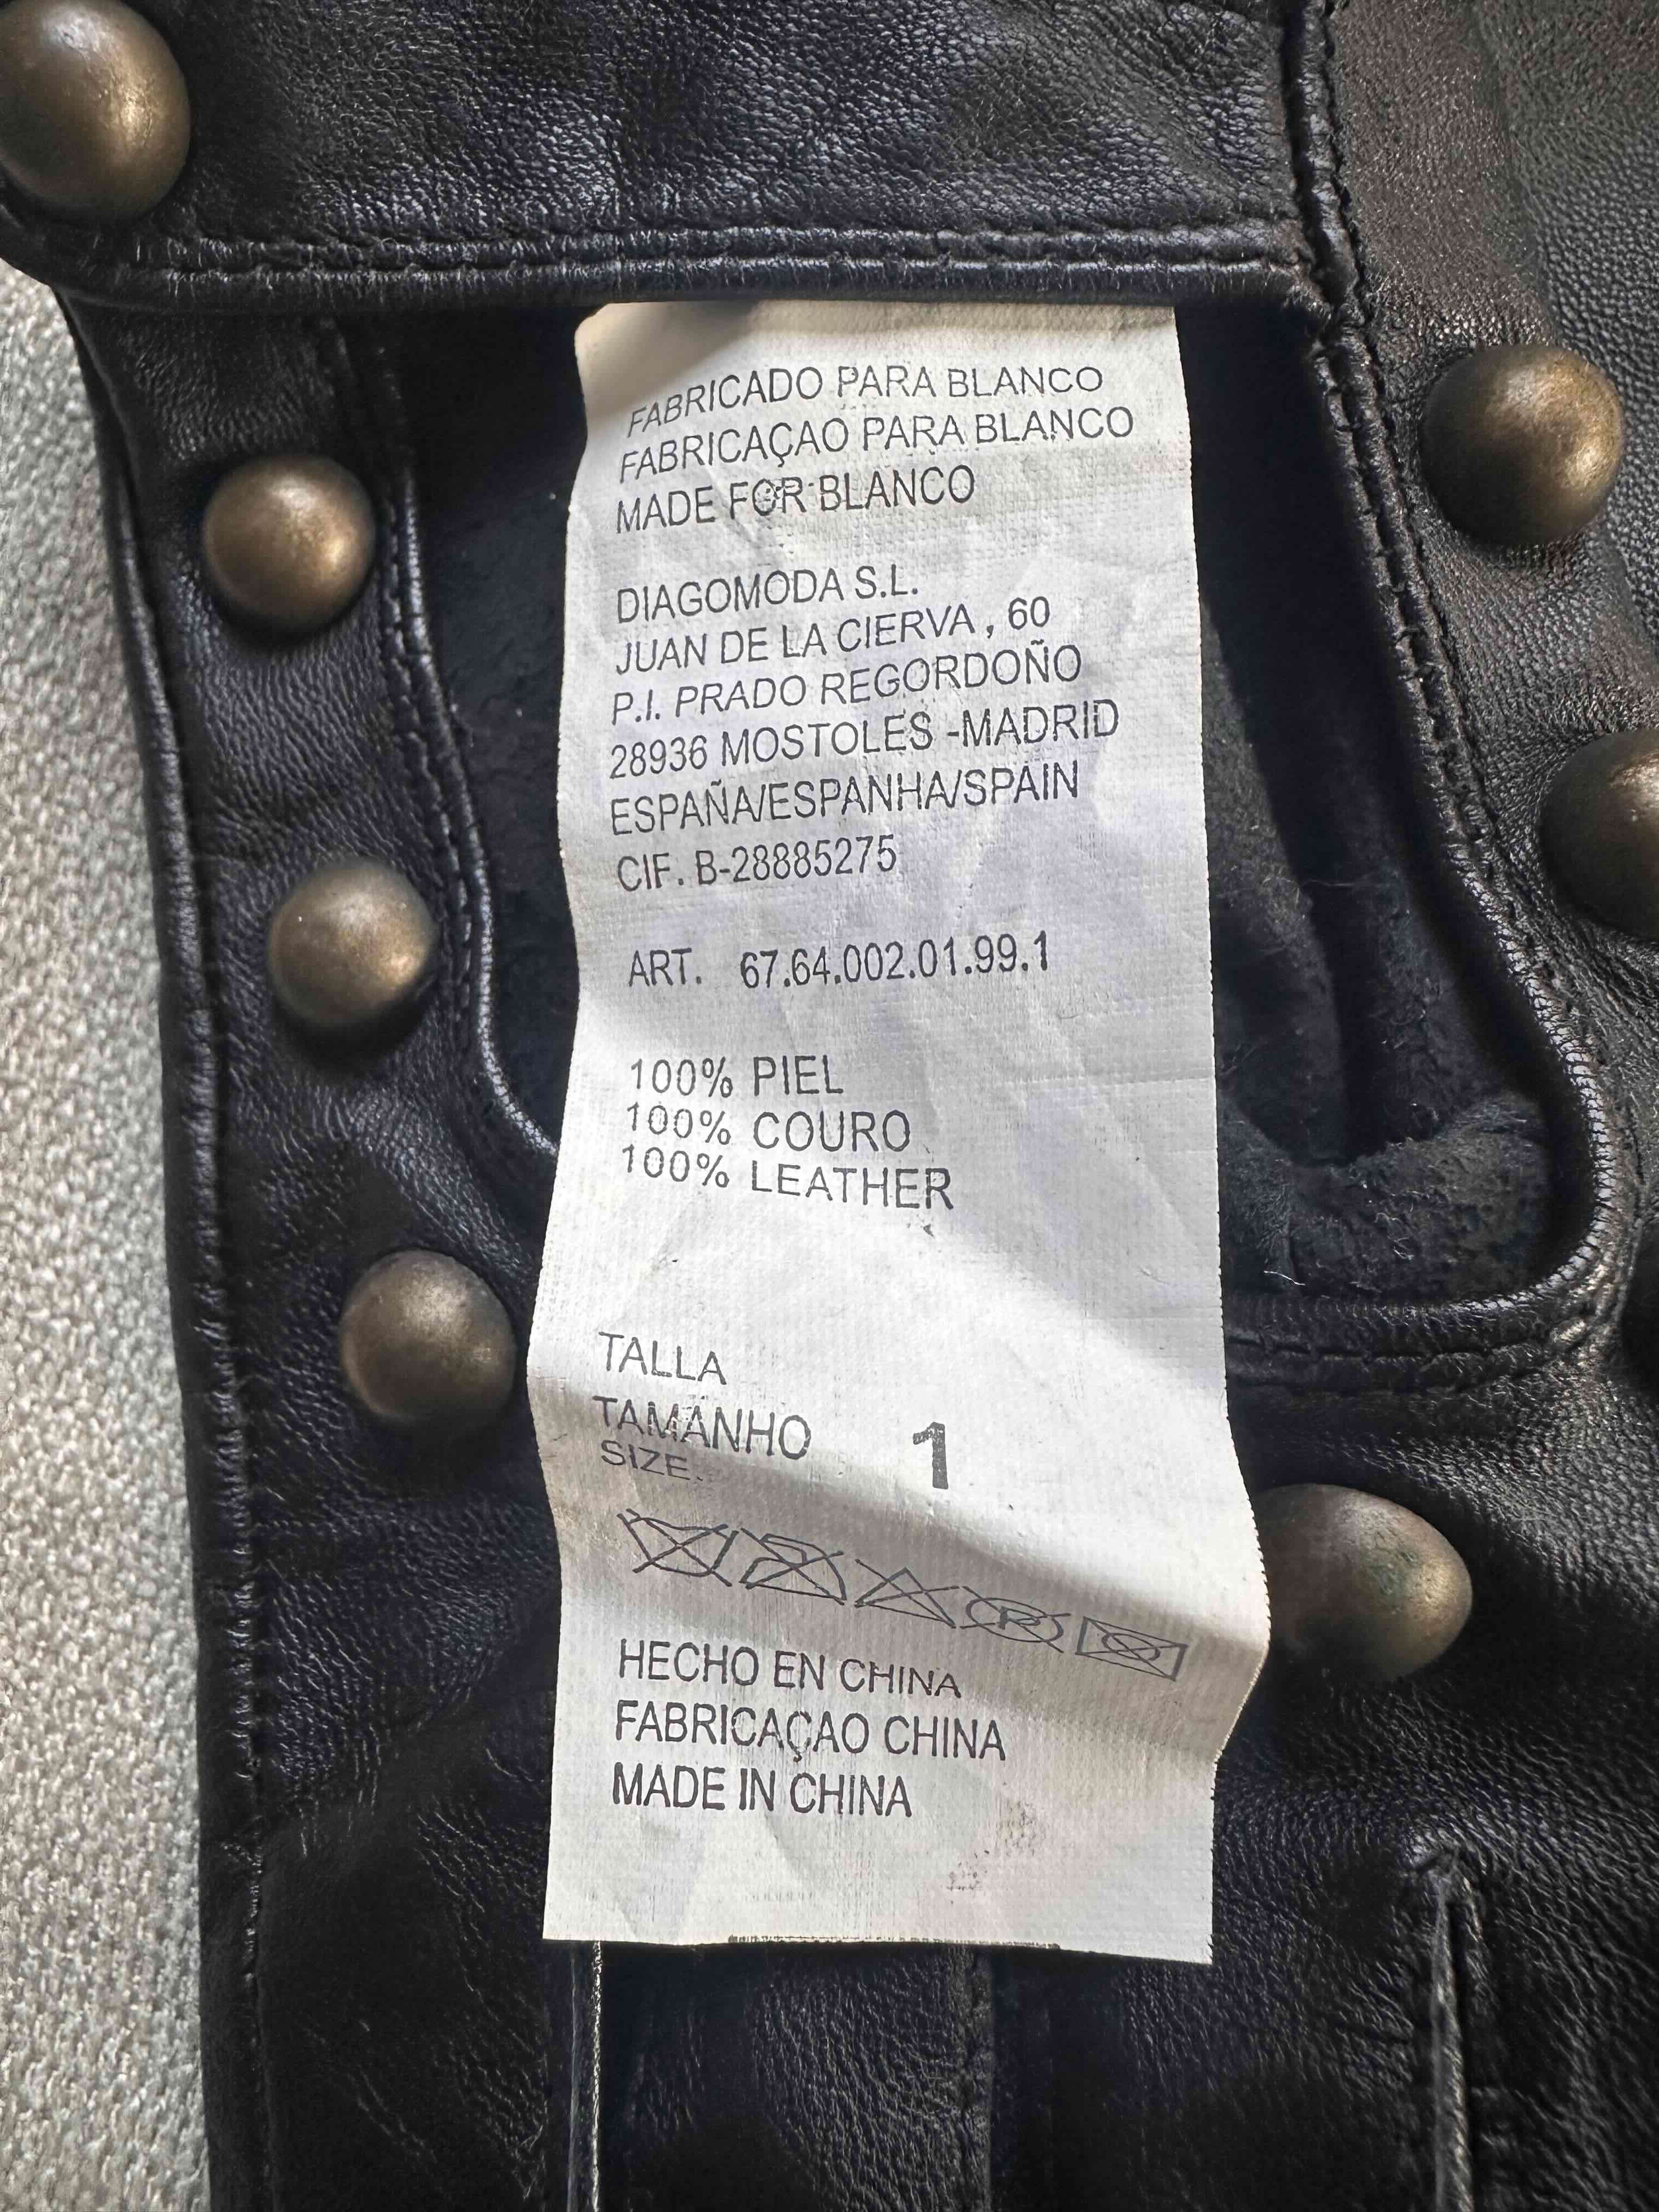 FABRICADO PARA BLANCO
FABRICAÇAO PARA BLANCO
MADE FOR BLANCO
DIAGOMODA S.L.
JUAN DE LA CIERVA , 60
P.I. PRADO REGORDOÑO
28936 MOSTOLES -MADRID
ESPAÑA/ESPANHA/SPAIN
CIF. B-28885275
ART. 67.64.002.01.99.1
100% PIEL
100% COURO
100% LEATHER
TALLA
TAMANHO 1
SIZE.
P
HECHO EN CHINA
FABRICAÇAO CHINA
MADE IN CHINA